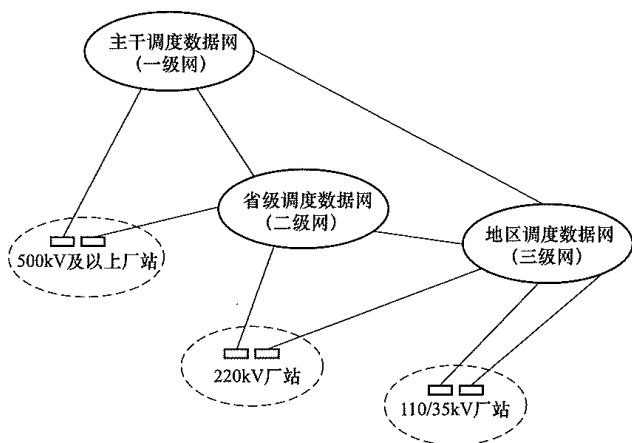 主干调度数据网
(一级网)
省级调度数据网
(二级网)
地区调度数据网
(三级网)
500kV及以上厂站
220kV厂站
110/35kV厂站